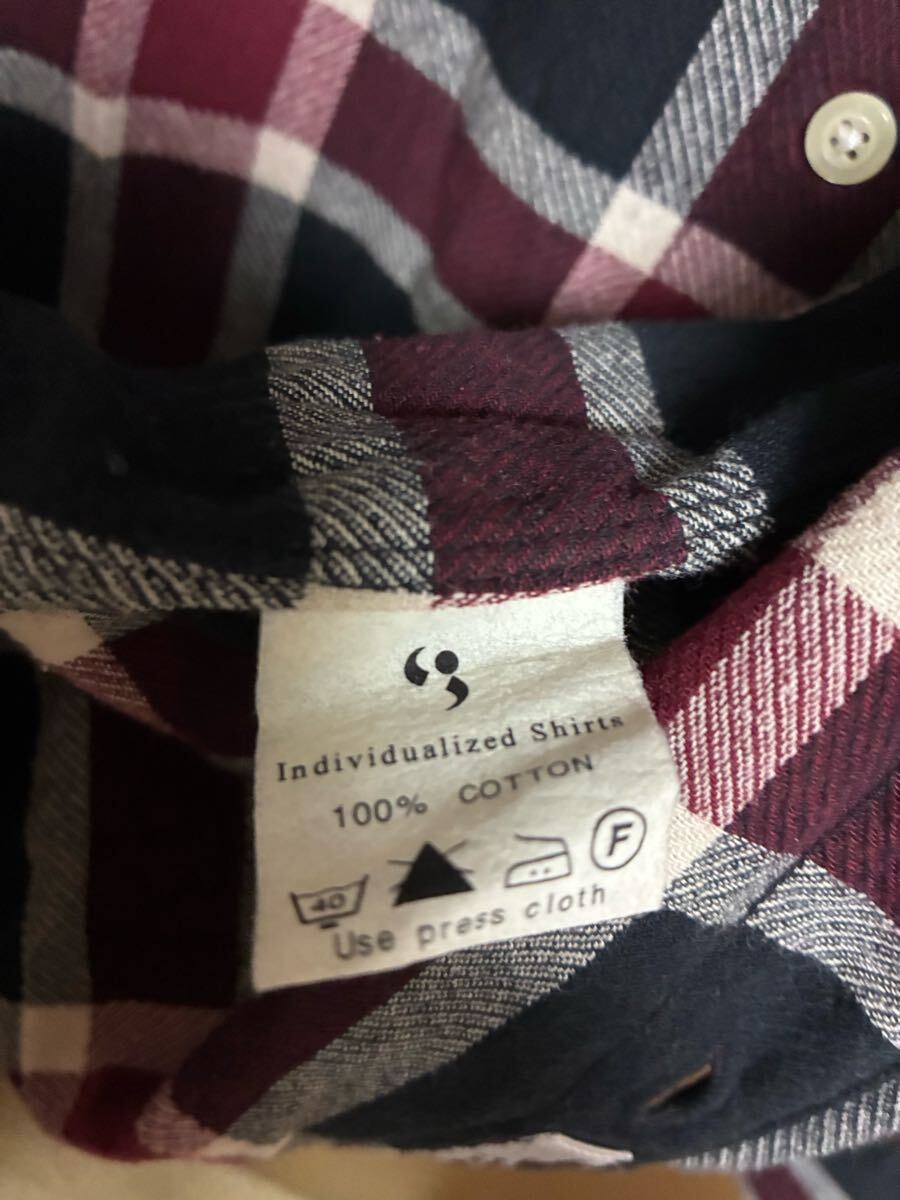 Individualized Shirts
100% COTTON
40 F
Use press cloth